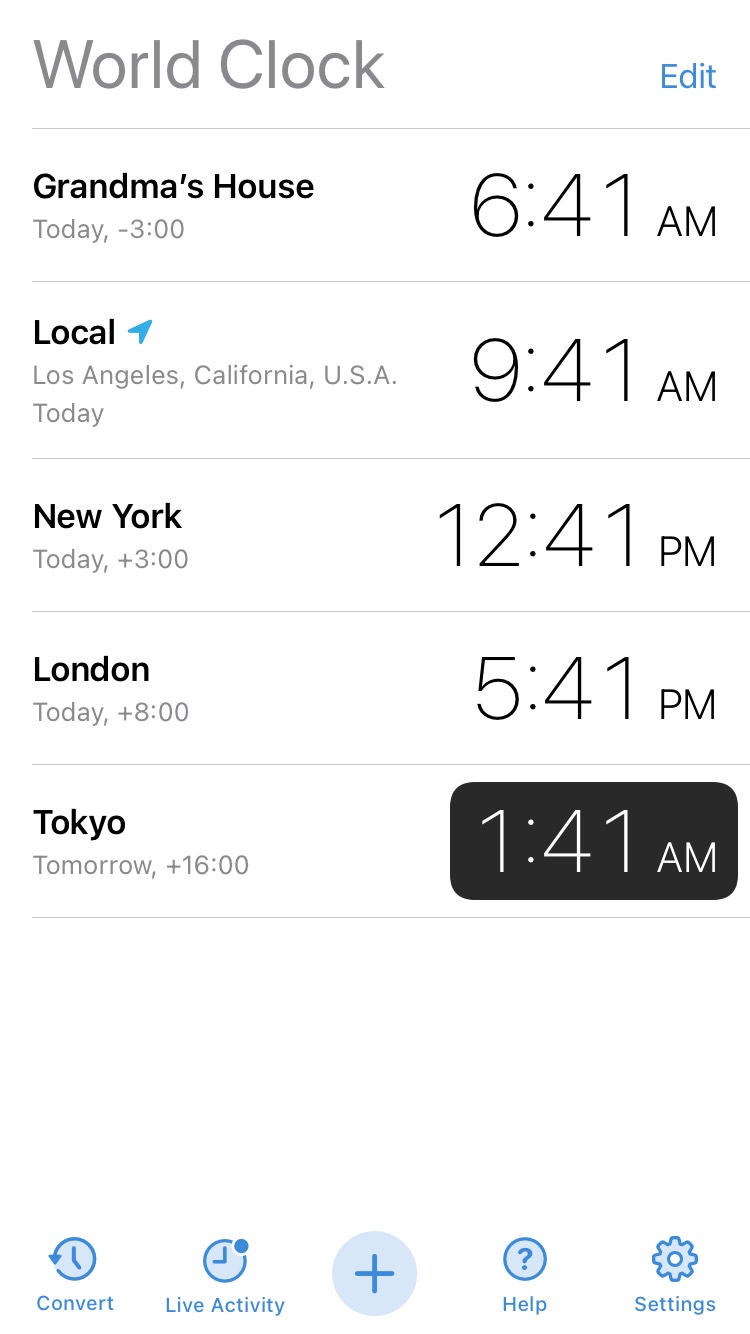 World Clock
Edit
Grandma’s House
Today, -3:00
6:41 AM
Local
Los Angeles, California, U.S.A.
Today
9:41 AM
New York
Today, +3:00
12:41 PM
London
Today, +8:00
5:41 PM
Tokyo
Tomorrow, +16:00
1:41 AM
Convert
Live Activity
?
Help
Settings